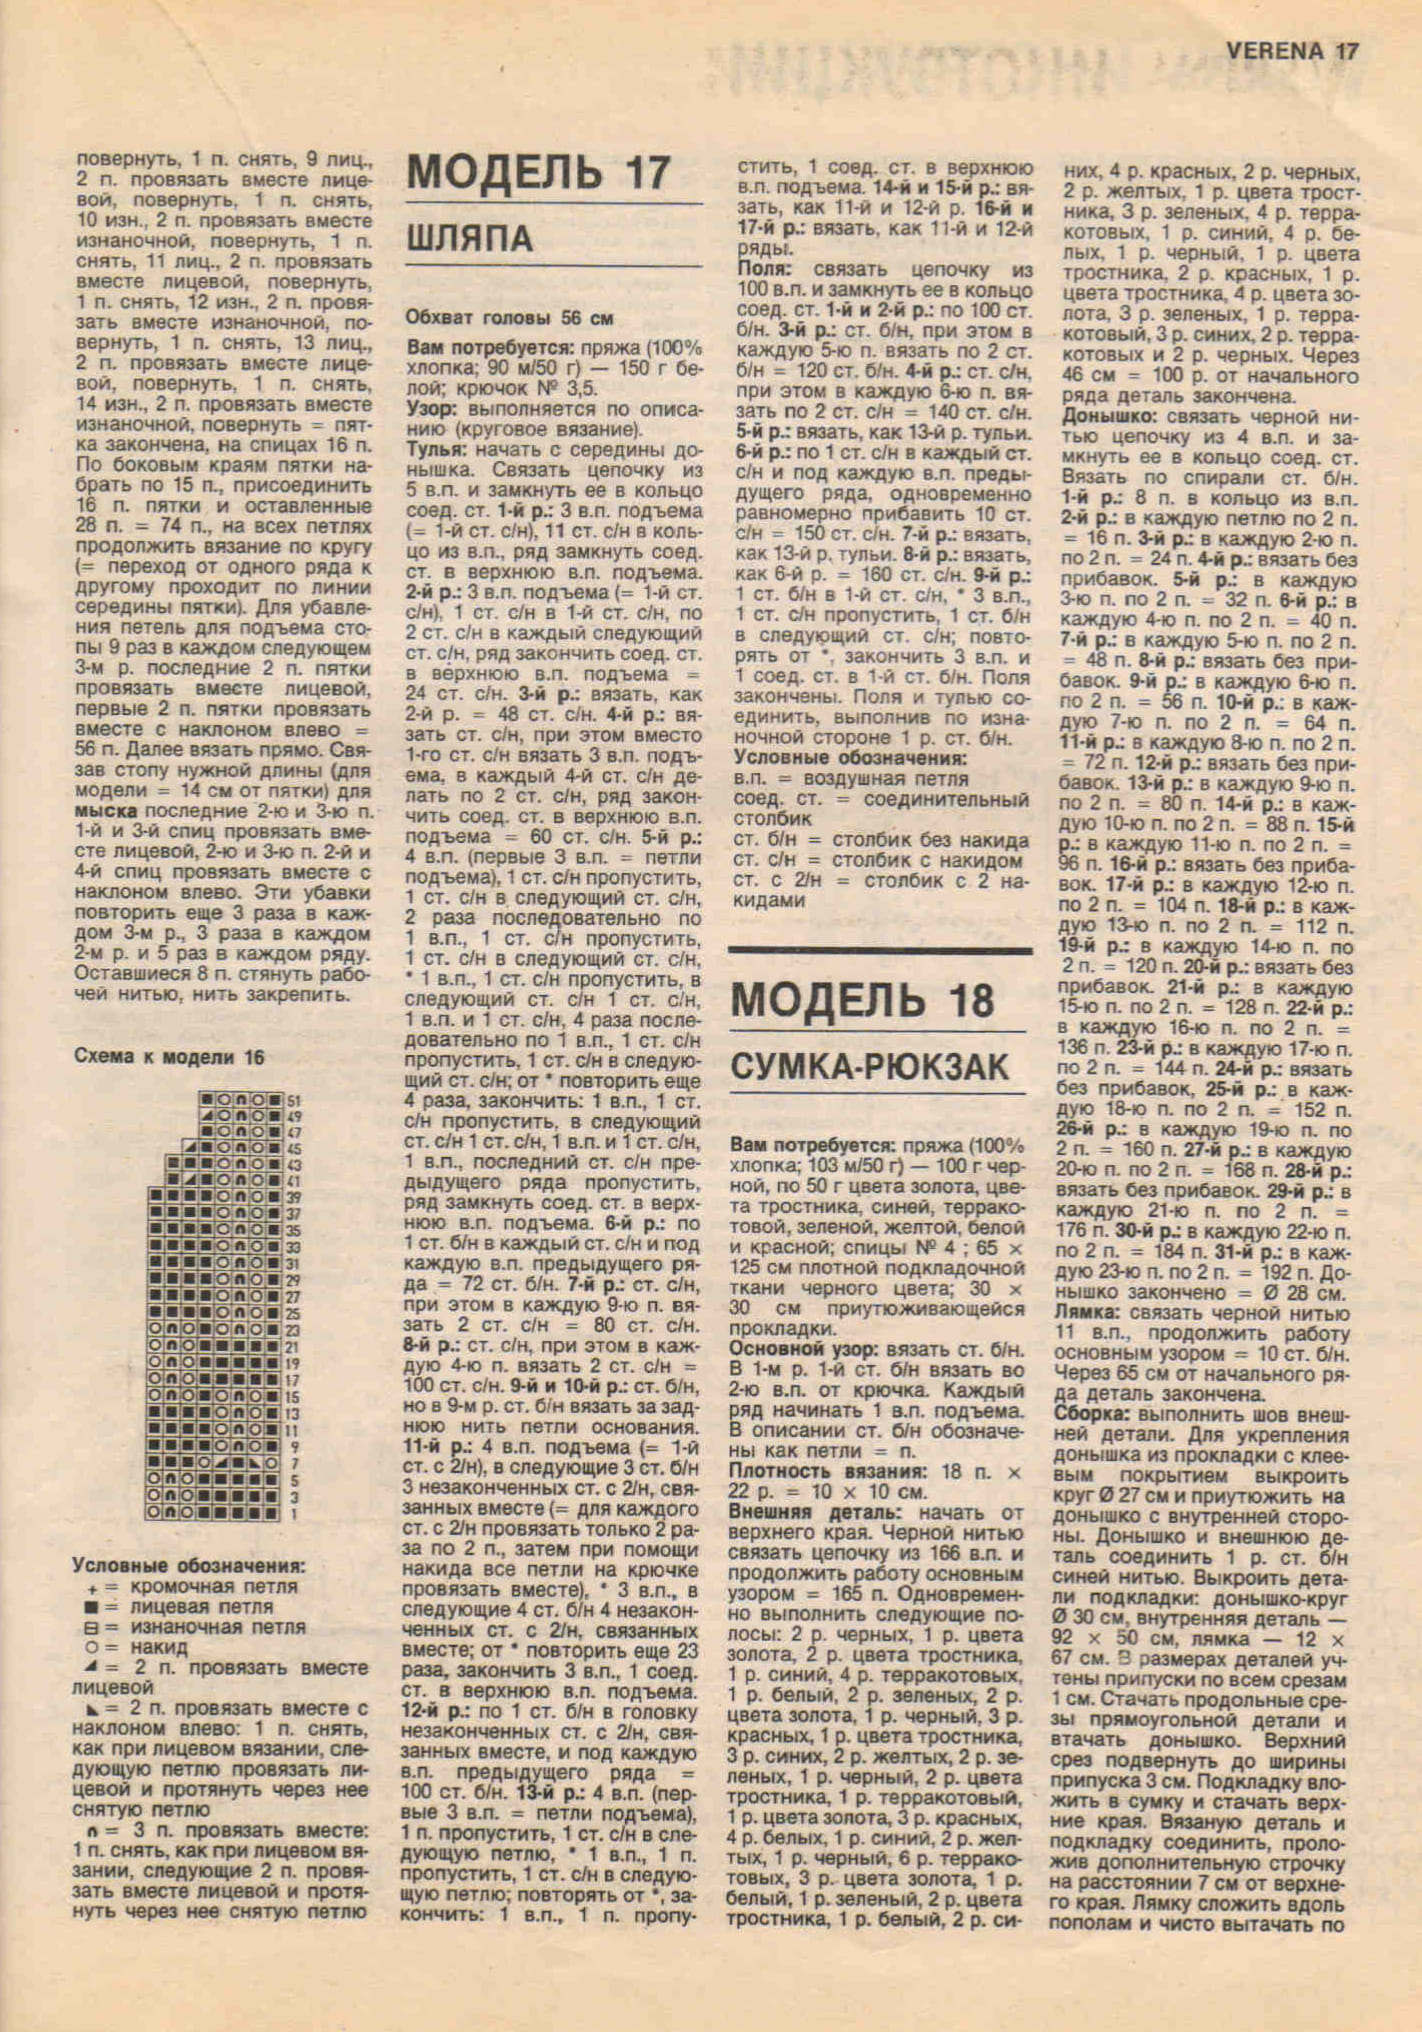 VERENA 17
повернуть, 1 п. снять, 9 лиц.,
2 п. провязать вместе лице-
вой, повернуть, 1 п. снять,
10 изн., 2 п. провязать вместе
изнаночной, повернуть, 1 п.
снять, 11 лиц., 2 п. провязать
вместе лицевой, повернуть,
1 п. снять, 12 изн., 2 п. провя-
зать вместе изнаночной, по-
вернуть, 1 п. снять, 13 лиц.,
2 п. провязать вместе лице-
вой, повернуть, 1 п. снять,
14 изн., 2 п. провязать вместе
изнаночной, повернуть = пят-
ка закончена, на спицах 16 п.
По боковым краям пятки на-
брать по 15 п., присоединить
16 п. пятки и оставленные
28 п. = 74 п., на всех петлях
продолжить вязание по кругу
(= переход от одного ряда к
другому проходит по линии
середины пятки). Для убавле-
ния петель для подъема сто-
пы 9 раз в каждом следующем
3-м р. последние 2 п. пятки
провязать вместе лицевой,
первые 2 п. пятки провязать
вместе с наклоном влево =
56 п. Далее вязать прямо. Свя-
зав стопу нужной длины (для
модели = 14 см от пятки) для
мыска последние 2-ю и 3-ю п.
1-й и 3-й спиц провязать вме-
сте лицевой, 2-ю и 3-ю п. 2-й и
4-й спиц провязать вместе с
наклоном влево. Эти убавки
повторить еще 3 раза в каж-
дом 3-м р., 3 раза в каждом
2-м р. и 5 раз в каждом ряду.
Оставшиеся 8 п. стянуть рабо-
чей нитью, нить закрепить.
Схема к модели 16
51
49
47
45
43
41
39
37
35
33
31
29
27
25
23
21
19
17
15
13
11
9
7
5
3
1
Условные обозначения:
+ = кромочная петля
■ = лицевая петля
⊟ = изнаночная петля
○ = накид
◢ = 2 п. провязать вместе
лицевой
◣ = 2 п. провязать вместе с
наклоном влево: 1 п. снять,
как при лицевом вязании, сле-
дующую петлю провязать ли-
цевой и протянуть через нее
снятую петлю
∩ = 3 п. провязать вместе:
1 п. снять, как при лицевом вя-
зании, следующие 2 п. провя-
зать вместе лицевой и протя-
нуть через нее снятую петлю
МОДЕЛЬ 17
ШЛЯПА
Обхват головы 56 см
Вам потребуется: пряжа (100%
хлопка; 90 м/50 г) — 150 г бе-
лой; крючок № 3,5.
Узор: выполняется по описа-
нию (круговое вязание).
Тулья: начать с середины до-
нышка. Связать цепочку из
5 в.п. и замкнуть ее в кольцо
соед. ст. 1-й р.: 3 в.п. подъема
(= 1-й ст. с/н), 11 ст. с/н в коль-
цо из в.п., ряд замкнуть соед.
ст. в верхнюю в.п. подъема.
2-й р.: 3 в.п. подъема (= 1-й ст.
с/н), 1 ст. с/н в 1-й ст. с/н, по
2 ст. с/н в каждый следующий
ст. с/н, ряд закончить соед. ст.
в верхнюю в.п. подъема =
24 ст. с/н. 3-й р.: вязать, как
2-й р. = 48 ст. с/н. 4-й р.: вя-
зать ст. с/н, при этом вместо
1-го ст. с/н вязать 3 в.п. подъ-
ема, в каждый 4-й ст. с/н де-
лать по 2 ст. с/н, ряд закон-
чить соед. ст. в верхнюю в.п.
подъема = 60 ст. с/н. 5-й р.:
4 в.п. (первые 3 в.п. = петли
подъема), 1 ст. с/н пропустить,
1 ст. с/н в следующий ст. с/н,
2 раза последовательно по
1 в.п., 1 ст. с/н пропустить,
1 ст. с/н в следующий ст. с/н,
* 1 в.п., 1 ст. с/н пропустить, в
следующий ст. с/н 1 ст. с/н,
1 в.п. и 1 ст. с/н, 4 раза после-
довательно по 1 в.п., 1 ст. с/н
пропустить, 1 ст. с/н в следую-
щий ст. с/н; от * повторить еще
4 раза, закончить: 1 в.п., 1 ст.
с/н пропустить, в следующий
ст. с/н 1 ст. с/н, 1 в.п. и 1 ст. с/н,
1 в.п., последний ст. с/н пре-
дыдущего ряда пропустить,
ряд замкнуть соед. ст. в верх-
нюю в.п. подъема. 6-й р.: по
1 ст. б/н в каждый ст. с/н и под
каждую в.п. предыдущего ря-
да = 72 ст. б/н. 7-й р.: ст. с/н,
при этом в каждую 9-ю п. вя-
зать 2 ст. с/н = 80 ст. с/н.
8-й р.: ст. с/н, при этом в каж-
дую 4-ю п. вязать 2 ст. с/н =
100 ст. с/н. 9-й и 10-й р.: ст. б/н,
но в 9-м р. ст. б/н вязать за зад-
нюю нить петли основания.
11-й р.: 4 в.п. подъема (= 1-й
ст. с 2/н), в следующие 3 ст. б/н
3 незаконченных ст. с 2/н, свя-
занных вместе (= для каждого
ст. с 2/н провязать только 2 ра-
за по 2 п., затем при помощи
накида все петли на крючке
провязать вместе), * 3 в.п., в
следующие 4 ст. б/н 4 незакон-
ченных ст. с 2/н, связанных
вместе; от * повторить еще 23
раза, закончить 3 в.п., 1 соед.
ст. в верхнюю в.п. подъема.
12-й р.: по 1 ст. б/н в головку
незаконченных ст. с 2/н, свя-
занных вместе, и под каждую
в.п. предыдущего ряда =
100 ст. б/н. 13-й р.: 4 в.п. (пер-
вые 3 в.п. = петли подъема),
1 п. пропустить, 1 ст. с/н в сле-
дующую петлю, * 1 в.п., 1 п.
пропустить, 1 ст. с/н в следую-
щую петлю; повторять от *, за-
кончить: 1 в.п., 1 п. пропу-
стить, 1 соед. ст. в верхнюю
в.п. подъема. 14-й и 15-й р.: вя-
зать, как 11-й и 12-й р. 16-й и
17-й р.: вязать, как 11-й и 12-й
ряды.
Поля: связать цепочку из
100 в.п. и замкнуть ее в кольцо
соед. ст. 1-й и 2-й р.: по 100 ст.
б/н. 3-й р.: ст. б/н, при этом в
каждую 5-ю п. вязать по 2 ст.
б/н = 120 ст. б/н. 4-й р.: ст. с/н,
при этом в каждую 6-ю п. вя-
зать по 2 ст. с/н = 140 ст. с/н.
5-й р.: вязать, как 13-й р. тульи.
6-й р.: по 1 ст. с/н в каждый ст.
с/н и под каждую в.п. преды-
дущего ряда, одновременно
равномерно прибавить 10 ст.
с/н = 150 ст. с/н. 7-й р.: вязать,
как 13-й р. тульи. 8-й р.: вязать,
как 6-й р. = 160 ст. с/н. 9-й р.:
1 ст. б/н в 1-й ст. с/н, * 3 в.п.,
1 ст. с/н пропустить, 1 ст. б/н
в следующий ст. с/н; повто-
рять от *, закончить 3 в.п. и
1 соед. ст. в 1-й ст. б/н. Поля
закончены. Поля и тулью со-
единить, выполнив по изна-
ночной стороне 1 р. ст. б/н.
Условные обозначения:
в.п. = воздушная петля
соед. ст. = соединительный
столбик
ст. б/н = столбик без накида
ст. с/н = столбик с накидом
ст. с 2/н = столбик с 2 на-
кидами
МОДЕЛЬ 18
СУМКА-РЮКЗАК
Вам потребуется: пряжа (100%
хлопка; 103 м/50 г) — 100 г чер-
ной, по 50 г цвета золота, цве-
та тростника, синей, террако-
товой, зеленой, желтой, белой
и красной; спицы № 4 ; 65 ×
125 см плотной подкладочной
ткани черного цвета; 30 ×
30 см приутюживающейся
прокладки.
Основной узор: вязать ст. б/н.
В 1-м р. 1-й ст. б/н вязать во
2-ю в.п. от крючка. Каждый
ряд начинать 1 в.п. подъема.
В описании ст. б/н обозначе-
ны как петли = п.
Плотность вязания: 18 п. ×
22 р. = 10 × 10 см.
Внешняя деталь: начать от
верхнего края. Черной нитью
связать цепочку из 166 в.п. и
продолжить работу основным
узором = 165 п. Одновремен-
но выполнить следующие по-
лосы: 2 р. черных, 1 р. цвета
золота, 2 р. цвета тростника,
1 р. синий, 4 р. терракотовых,
1 р. белый, 2 р. зеленых, 2 р.
цвета золота, 1 р. черный, 3 р.
красных, 1 р. цвета тростника,
3 р. синих, 2 р. желтых, 2 р. зе-
леных, 1 р. черный, 2 р. цвета
тростника, 1 р. терракотовый,
1 р. цвета золота, 3 р. красных,
4 р. белых, 1 р. синий, 2 р. жел-
тых, 1 р. черный, 6 р. террако-
товых, 3 р. цвета золота, 1 р.
белый, 1 р. зеленый, 2 р. цвета
тростника, 1 р. белый, 2 р. си-
них, 4 р. красных, 2 р. черных,
2 р. желтых, 1 р. цвета трост-
ника, 3 р. зеленых, 4 р. терра-
котовых, 1 р. синий, 4 р. бе-
лых, 1 р. черный, 1 р. цвета
тростника, 2 р. красных, 1 р.
цвета тростника, 4 р. цвета зо-
лота, 3 р. зеленых, 1 р. терра-
котовый, 3 р. синих, 2 р. терра-
котовых и 2 р. черных. Через
46 см = 100 р. от начального
ряда деталь закончена.
Донышко: связать черной ни-
тью цепочку из 4 в.п. и за-
мкнуть ее в кольцо соед. ст.
Вязать по спирали ст. б/н.
1-й р.: 8 п. в кольцо из в.п.
2-й р.: в каждую петлю по 2 п.
= 16 п. 3-й р.: в каждую 2-ю п.
по 2 п. = 24 п. 4-й р.: вязать без
прибавок. 5-й р.: в каждую
3-ю п. по 2 п. = 32 п. 6-й р.: в
каждую 4-ю п. по 2 п. = 40 п.
7-й р.: в каждую 5-ю п. по 2 п.
= 48 п. 8-й р.: вязать без при-
бавок. 9-й р.: в каждую 6-ю п.
по 2 п. = 56 п. 10-й р.: в каж-
дую 7-ю п. по 2 п. = 64 п.
11-й р.: в каждую 8-ю п. по 2 п.
= 72 п. 12-й р.: вязать без при-
бавок. 13-й р.: в каждую 9-ю п.
по 2 п. = 80 п. 14-й р.: в каж-
дую 10-ю п. по 2 п. = 88 п. 15-й
р.: в каждую 11-ю п. по 2 п. =
96 п. 16-й р.: вязать без приба-
вок. 17-й р.: в каждую 12-ю п.
по 2 п. = 104 п. 18-й р.: в каж-
дую 13-ю п. по 2 п. = 112 п.
19-й р.: в каждую 14-ю п. по
2 п. = 120 п. 20-й р.: вязать без
прибавок. 21-й р.: в каждую
15-ю п. по 2 п. = 128 п. 22-й р.:
в каждую 16-ю п. по 2 п. =
136 п. 23-й р.: в каждую 17-ю п.
по 2 п. = 144 п. 24-й р.: вязать
без прибавок, 25-й р.: в каж-
дую 18-ю п. по 2 п. = 152 п.
26-й р.: в каждую 19-ю п. по
2 п. = 160 п. 27-й р.: в каждую
20-ю п. по 2 п. = 168 п. 28-й р.:
вязать без прибавок. 29-й р.: в
каждую 21-ю п. по 2 п. =
176 п. 30-й р.: в каждую 22-ю п.
по 2 п. = 184 п. 31-й р.: в каж-
дую 23-ю п. по 2 п. = 192 п. До-
нышко закончено = Ø 28 см.
Лямка: связать черной нитью
11 в.п., продолжить работу
основным узором = 10 ст. б/н.
Через 65 см от начального ря-
да деталь закончена.
Сборка: выполнить шов внеш-
ней детали. Для укрепления
донышка из прокладки с клее-
вым покрытием выкроить
круг Ø 27 см и приутюжить на
донышко с внутренней сторо-
ны. Донышко и внешнюю де-
таль соединить 1 р. ст. б/н
синей нитью. Выкроить дета-
ли подкладки: донышко-круг
Ø 30 см, внутренняя деталь —
92 × 50 см, лямка — 12 ×
67 см. В размерах деталей уч-
тены припуски по всем срезам
1 см. Стачать продольные сре-
зы прямоугольной детали и
втачать донышко. Верхний
срез подвернуть до ширины
припуска 3 см. Подкладку вло-
жить в сумку и стачать верх-
ние края. Вязаную деталь и
подкладку соединить, проло-
жив дополнительную строчку
на расстоянии 7 см от верхне-
го края. Лямку сложить вдоль
пополам и чисто вытачать по